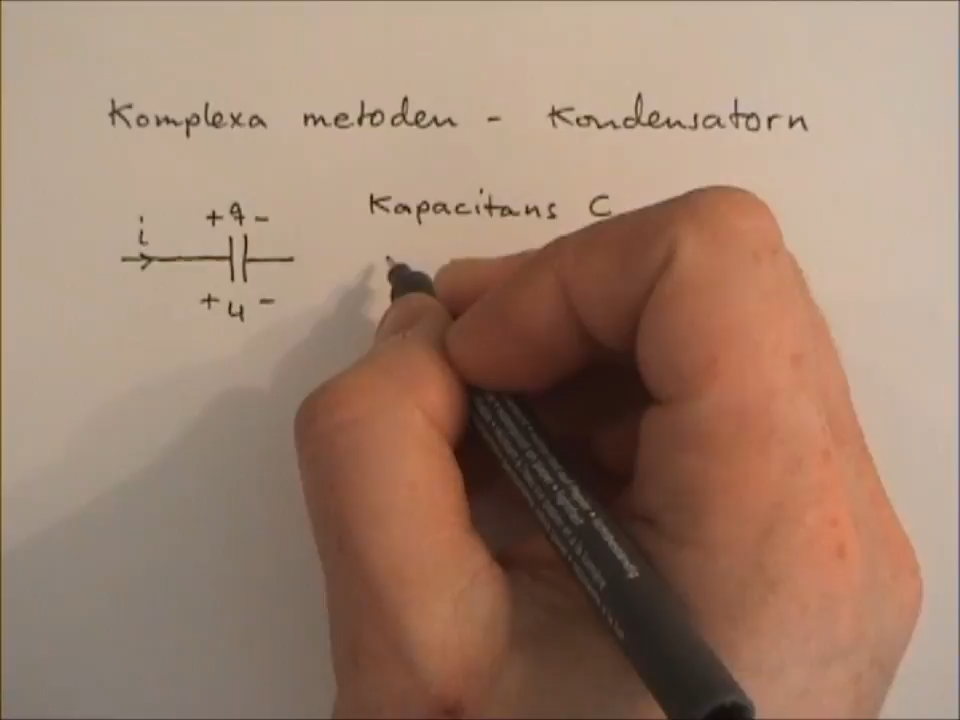 Komplexa metoden - Kondensatorn
Kapacitans C
i
+ q -
+ u -